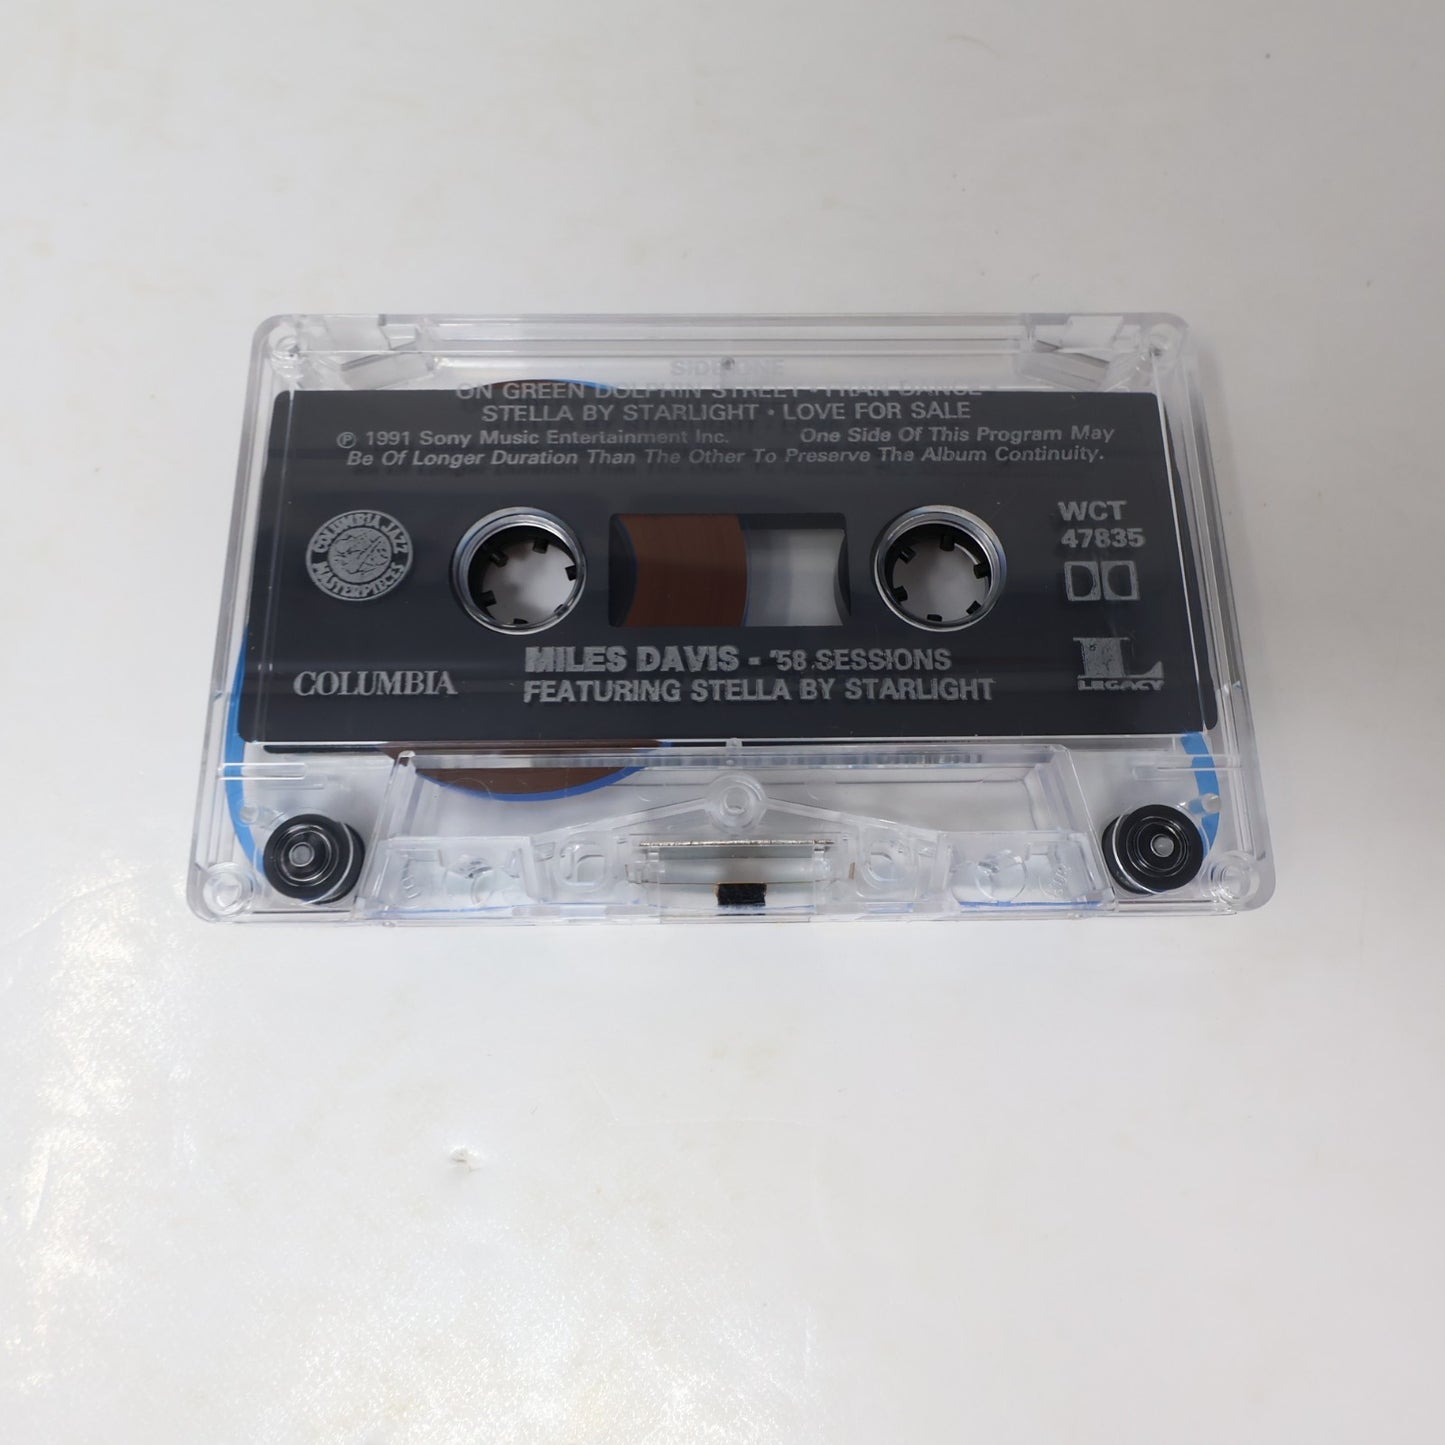 SIDE ONE
ON GREEN DOLPHIN STREET • FRAN-DANCE •
STELLA BY STARLIGHT • LOVE FOR SALE
℗ 1991 Sony Music Entertainment Inc. One Side Of This Program May
Be Of Longer Duration Than The Other To Preserve The Album Continuity.
COLUMBIA JAZZ
MASTERPIECES
WCT
47835
MILES DAVIS - '58 SESSIONS
FEATURING STELLA BY STARLIGHT
COLUMBIA
LEGACY